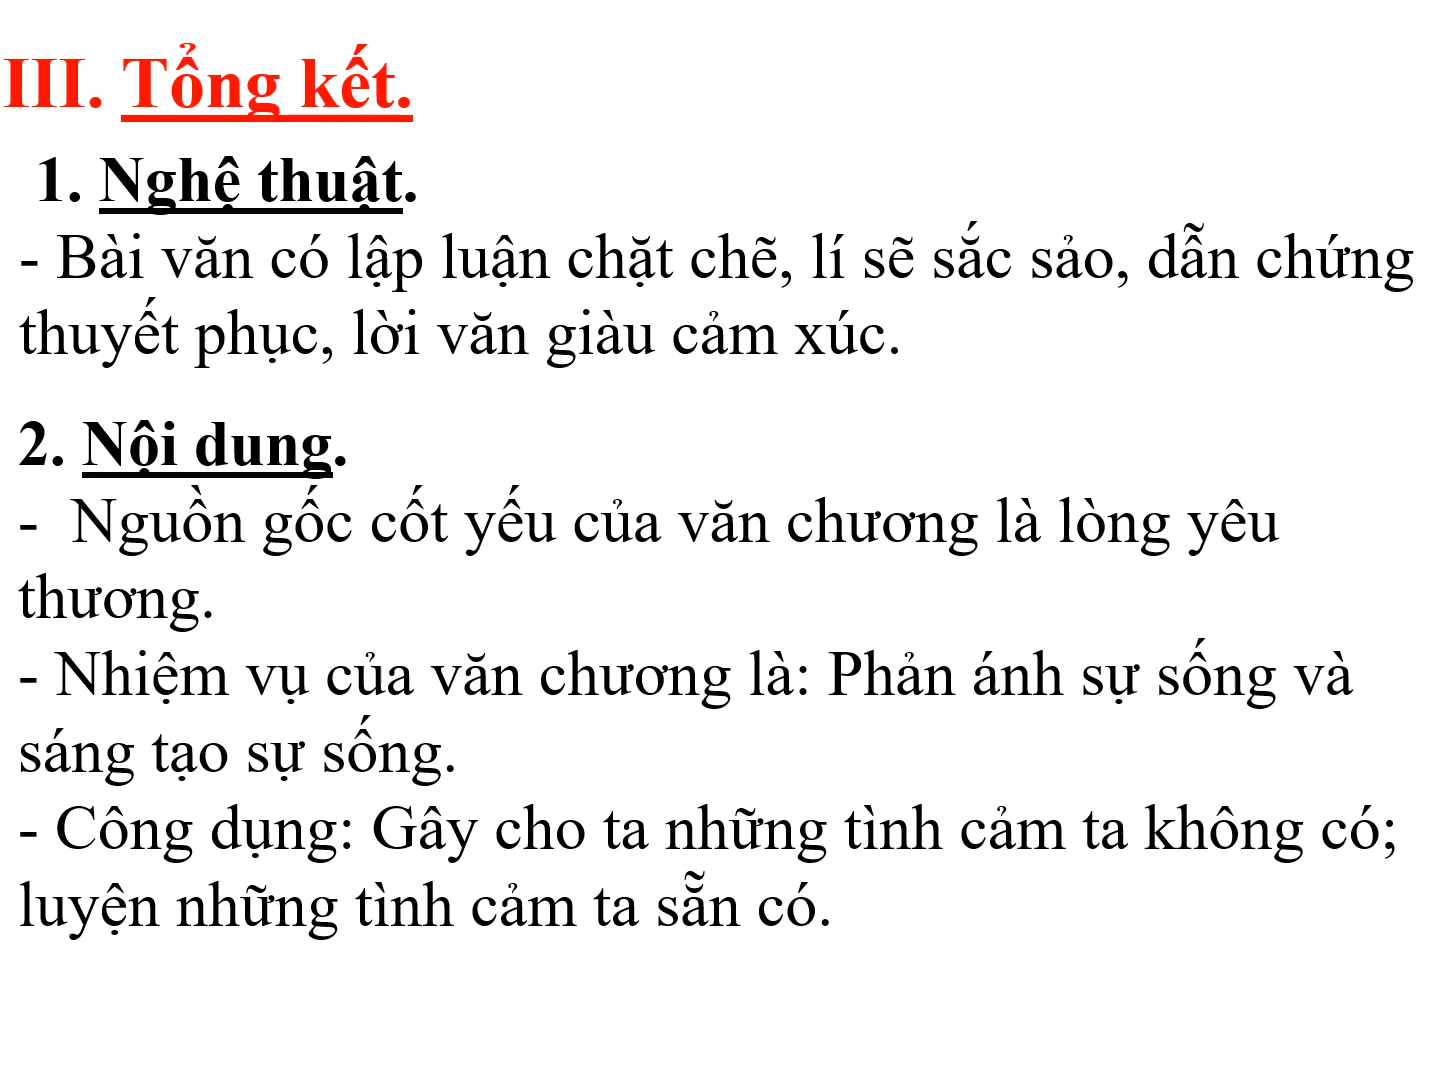 III. Tổng kết.
1. Nghệ thuật.
- Bài văn có lập luận chặt chẽ, lí sẽ sắc sảo, dẫn chứng
thuyết phục, lời văn giàu cảm xúc.
2. Nội dung.
- Nguồn gốc cốt yếu của văn chương là lòng yêu
thương.
- Nhiệm vụ của văn chương là: Phản ánh sự sống và
sáng tạo sự sống.
- Công dụng: Gây cho ta những tình cảm ta không có;
luyện những tình cảm ta sẵn có.